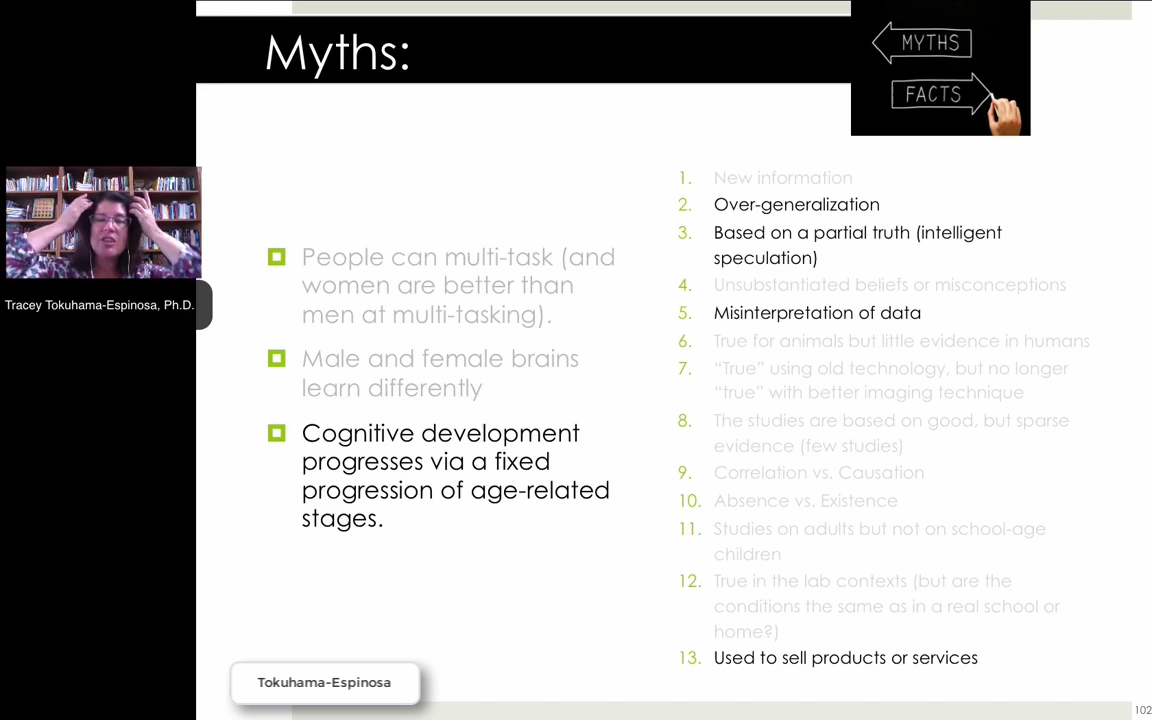 Myths:
MYTHS
FACTS
Tracey Tokuhama-Espinosa, Ph.D.
People can multi-task (and
women are better than
men at multi-tasking).
Male and female brains
learn differently
Cognitive development
progresses via a fixed
progression of age-related
stages.
1. New information
2. Over-generalization
3. Based on a partial truth (intelligent
speculation)
4. Unsubstantiated beliefs or misconceptions
5. Misinterpretation of data
6. True for animals but little evidence in humans
7. “True” using old technology, but no longer
“true” with better imaging technique
8. The studies are based on good, but sparse
evidence (few studies)
9. Correlation vs. Causation
10. Absence vs. Existence
11. Studies on adults but not on school-age
children
12. True in the lab contexts (but are the
conditions the same as in a real school or
home?)
13. Used to sell products or services
Tokuhama-Espinosa
102